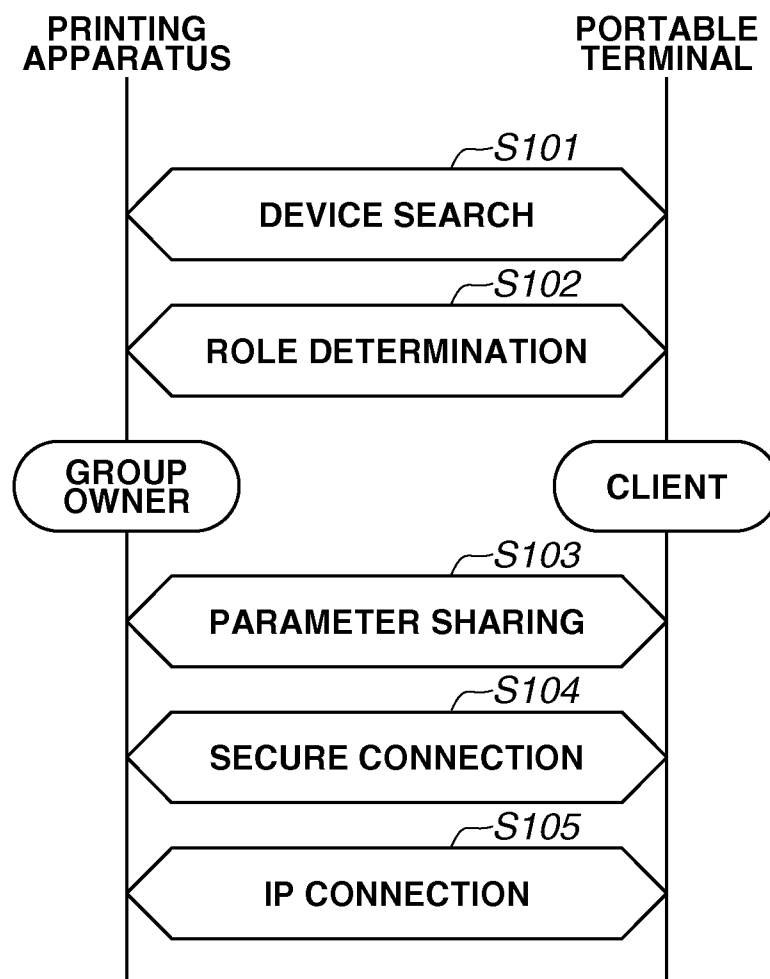 PRINTING
APPARATUS
PORTABLE
TERMINAL
S101
DEVICE SEARCH
S102
ROLE DETERMINATION
GROUP
OWNER
CLIENT
S103
PARAMETER SHARING
S104
SECURE CONNECTION
S105
IP CONNECTION